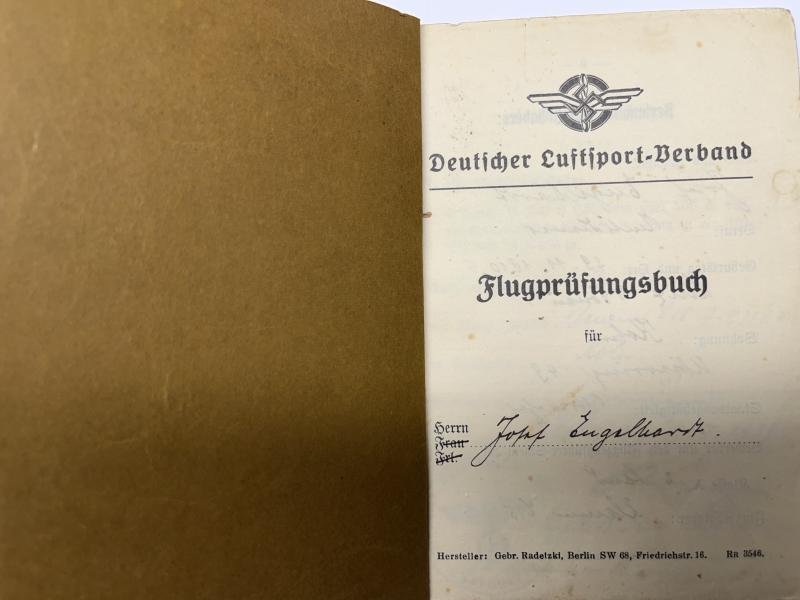 Deutscher Luftsport-Verband
Flugprüfungsbuch
für
Herrn
Frau
Frl.
Josef Engelhardt.
Hersteller: Gebr. Radetzki, Berlin SW 68, Friedrichstr. 16. RR 3546.